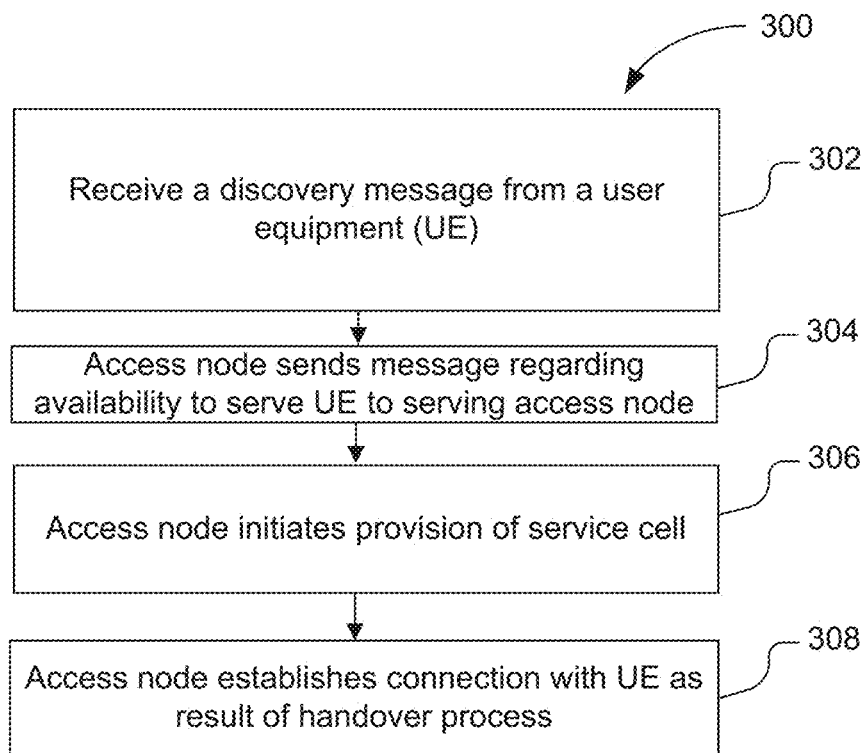 300
Receive a discovery message from a user
equipment (UE)
302
Access node sends message regarding
availability to serve UE to serving access node
304
Access node initiates provision of service cell
306
Access node establishes connection with UE as
result of handover process
308